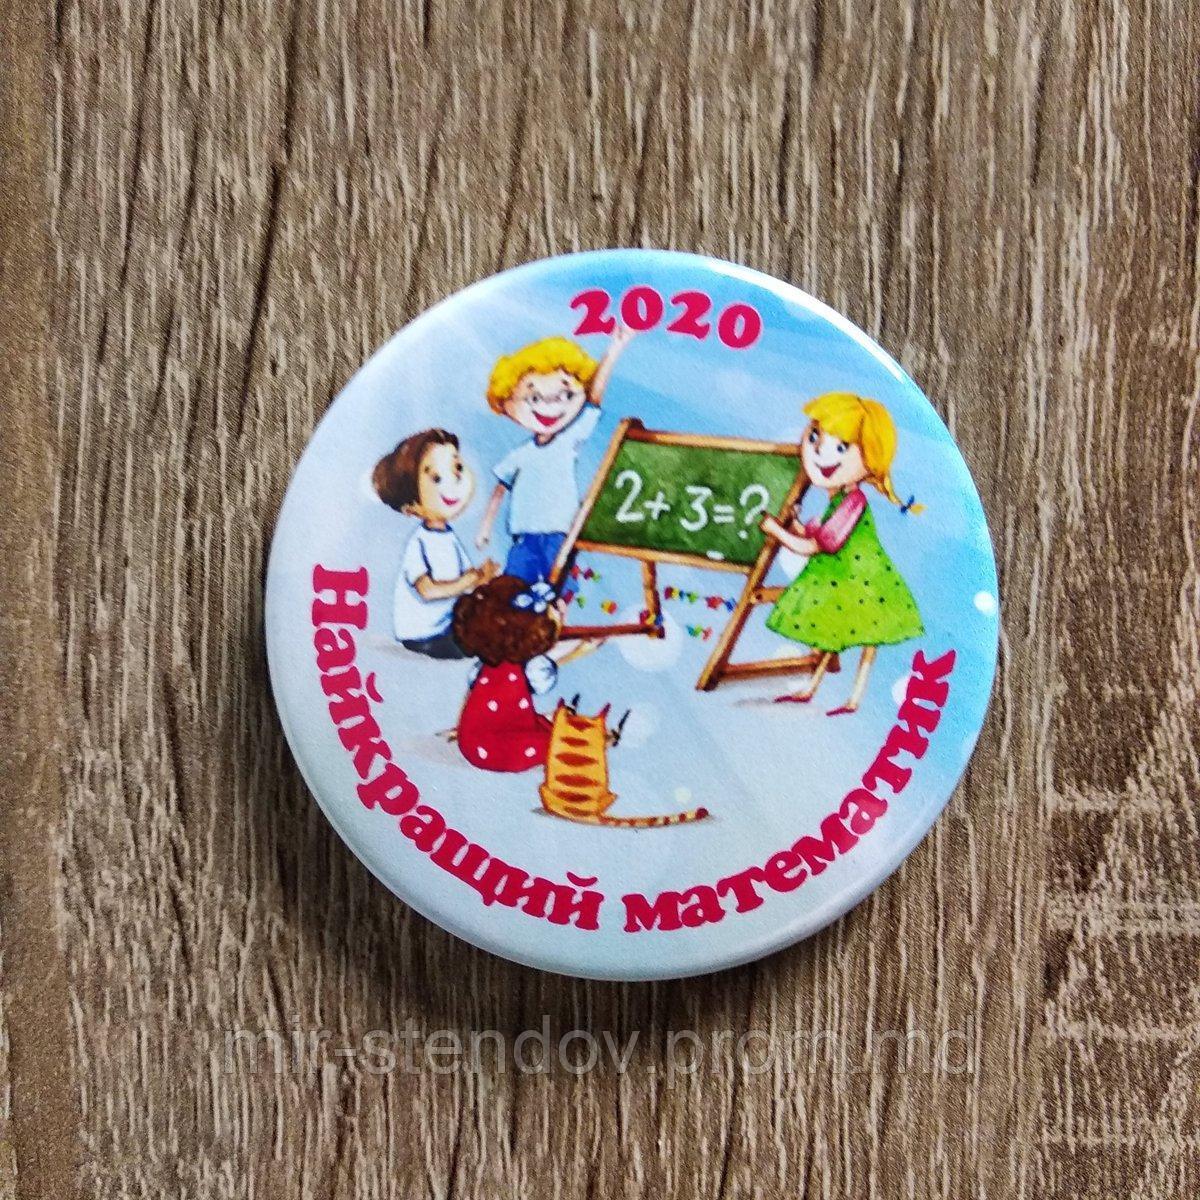 2020
2+3=?
Найкращий математик
mir-stendov.prom.md